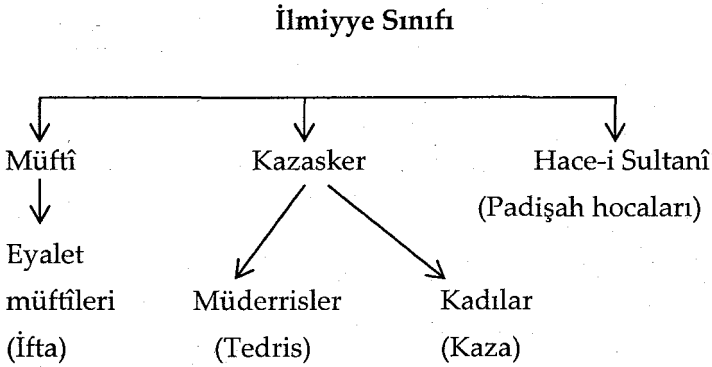 İlmiyye Sınıfı
Müftî
Kazasker
Hace-i Sultanî
(Padişah hocaları)
Eyalet
müftîleri
(İfta)
Müderrisler
(Tedris)
Kadılar
(Kaza)